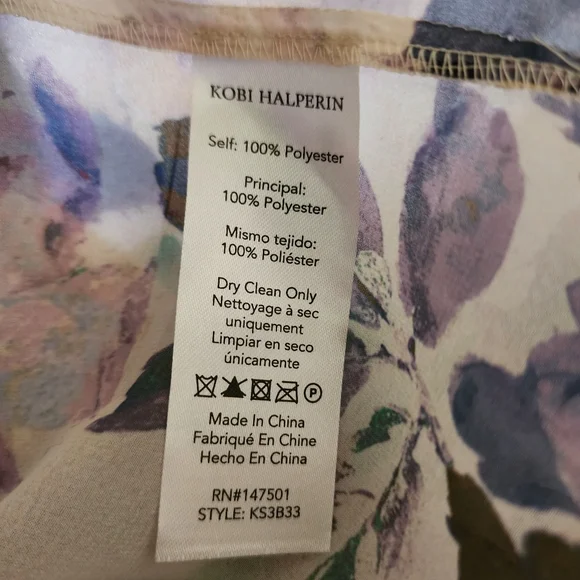 KOBI HALPERIN
Self: 100% Polyester
Principal:
100% Polyester
Mismo tejido:
100% Poliéster
Dry Clean Only
Nettoyage à sec
uniquement
Limpiar en seco
únicamente
P
Made In China
Fabriqué En Chine
Hecho En China
RN#147501
STYLE: KS3B33